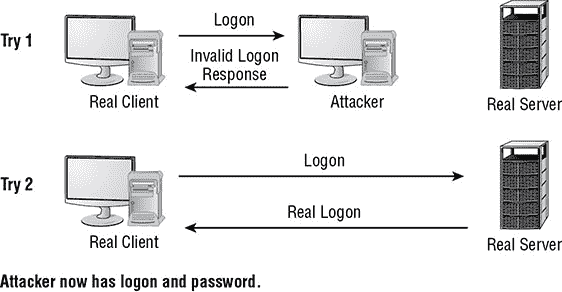 Try 1
Logon
Invalid Logon
Response
Real Client
Attacker
Real Server
Try 2
Logon
Real Logon
Real Client
Real Server
Attacker now has logon and password.